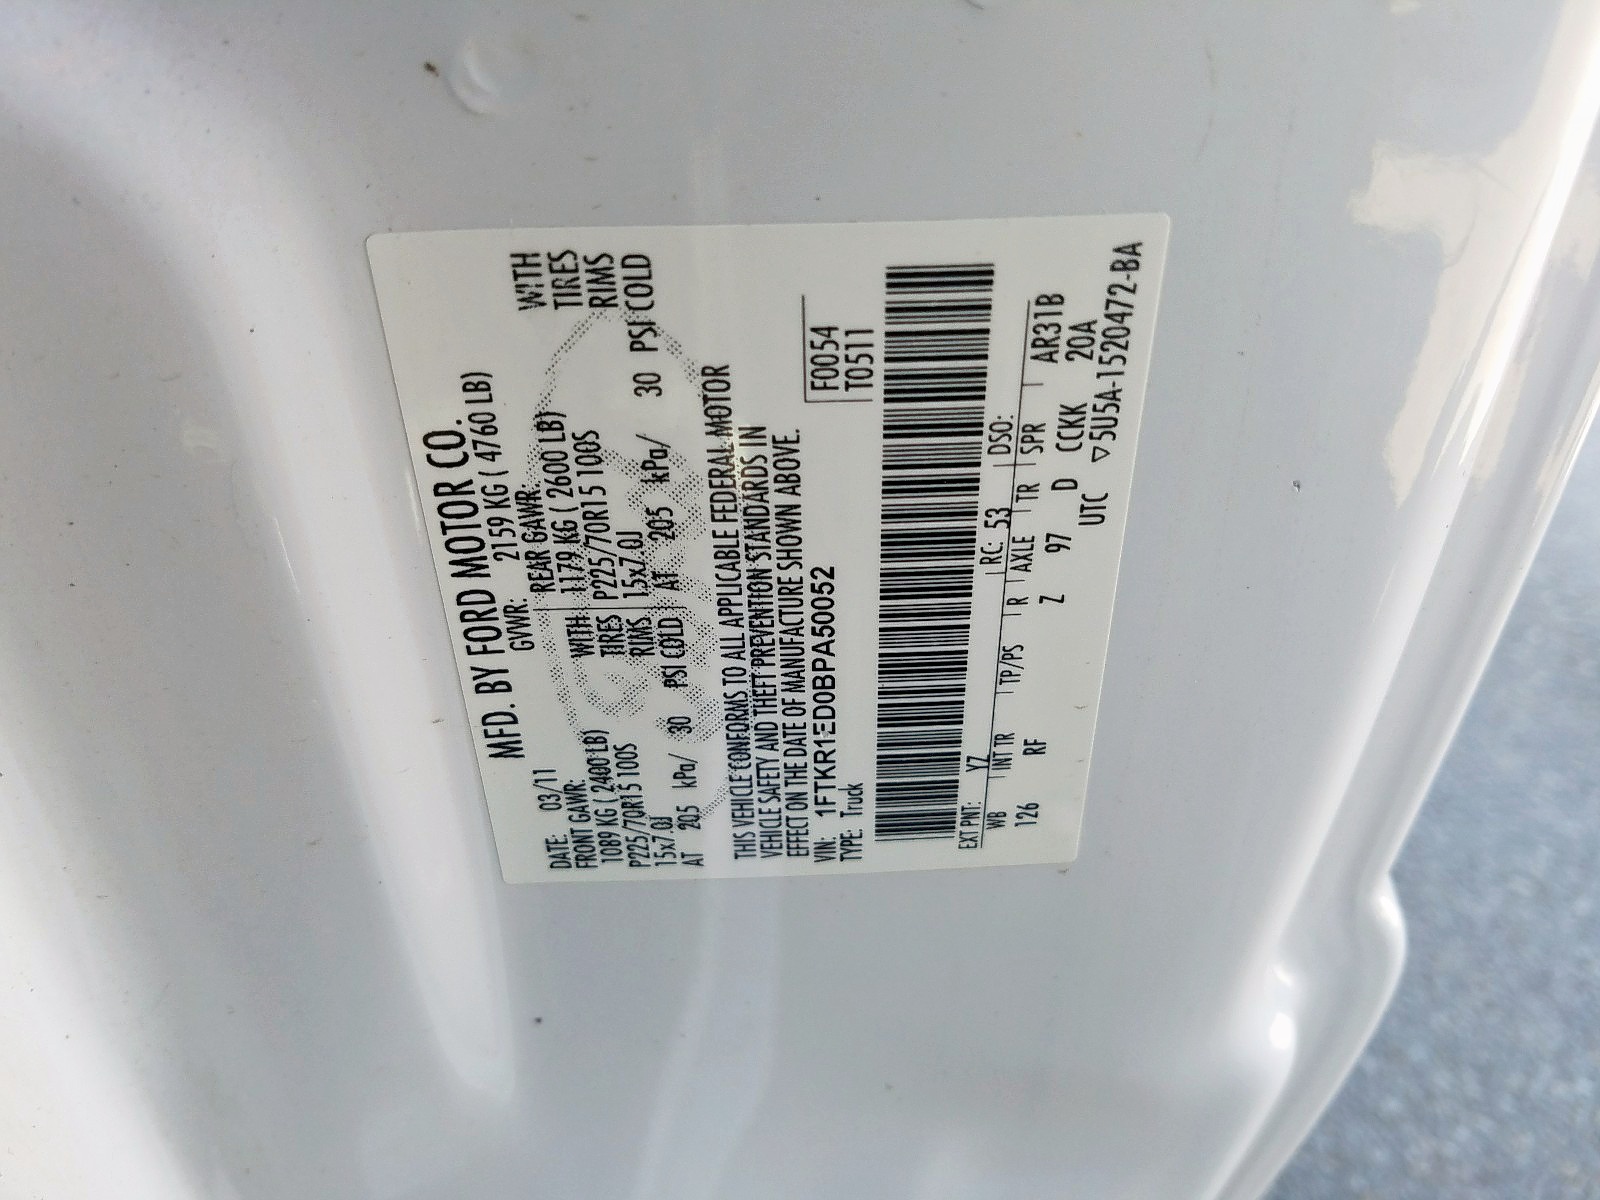 MFD. BY FORD MOTOR CO.
DATE: 03/11 GVWR: 2159 KG ( 4760 LB)
FRONT GAWR: REAR GAWR:
1089 KG ( 2400 LB) WITH 1179 KG ( 2600 LB) WITH
P225/70R15 100S TIRES P225/70R15 100S TIRES
15x7.0J RIMS 15x7.0J RIMS
AT 205 kPa/ 30 PSI COLD AT 205 kPa/ 30 PSI COLD
THIS VEHICLE CONFORMS TO ALL APPLICABLE FEDERAL MOTOR
VEHICLE SAFETY AND THEFT PREVENTION STANDARDS IN
EFFECT ON THE DATE OF MANUFACTURE SHOWN ABOVE.
VIN: 1FTKR1ED0BPA50052 F0054
TYPE: Truck T0511
EXT PNT: YZ RC: 53 DSO:
WB INT TR TP/PS R AXLE TR SPR AR31B
126 RF Z 97 D CCKK 20A
UTC ▽5U5A-1520472-BA